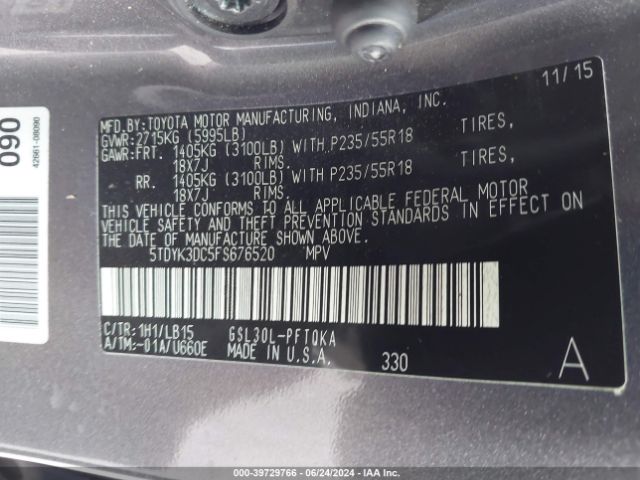 11/15
MFD.BY:TOYOTA MOTOR MANUFACTURING, INDIANA, INC.
GVWR:2715KG (5995LB)
GAWR:FRT. 1405KG (3100LB) WITH P235/55R18 TIRES,
18X7J RIMS.
RR. 1405KG (3100LB) WITH P235/55R18 TIRES,
18X7J RIMS.
THIS VEHICLE CONFORMS TO ALL APPLICABLE FEDERAL MOTOR
VEHICLE SAFETY AND THEFT PREVENTION STANDARDS IN EFFECT ON
THE DATE OF MANUFACTURE SHOWN ABOVE.
5TDYK3DC5FS676520 MPV
C/TR:1H1/LB15 GSL30L-PFTQKA
A/TM:-01A/U660E MADE IN U.S.A. 330
A
090
42661-08090
000-39729766 - 06/24/2024 - IAA, Inc.